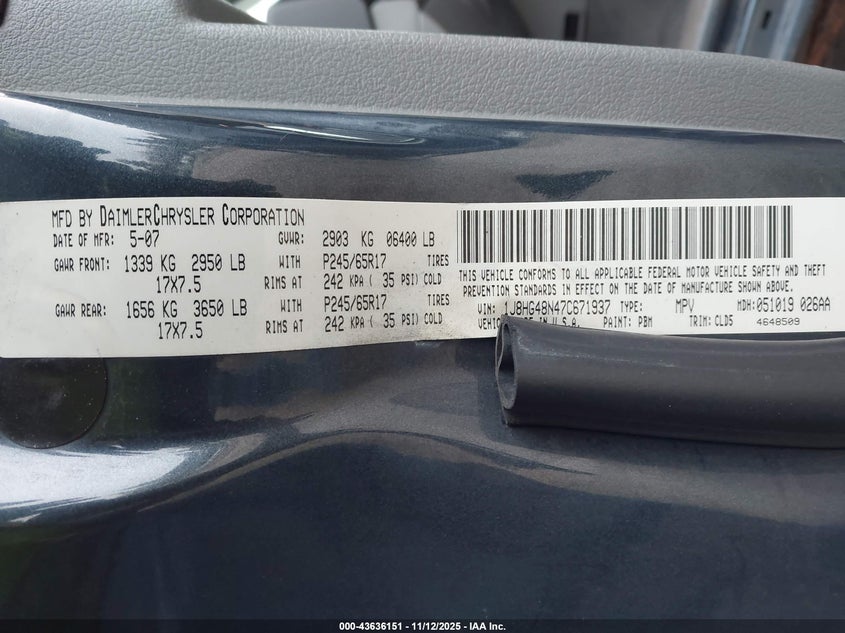 MFD BY DAIMLERCHRYSLER CORPORATION
DATE OF MFR: 5-07 GVWR: 2903 KG 06400 LB
GAWR FRONT: 1339 KG 2950 LB WITH P245/65R17 TIRES
17X7.5 RIMS AT 242 KPA ( 35 PSI) COLD
GAWR REAR: 1656 KG 3650 LB WITH P245/65R17 TIRES
17X7.5 RIMS AT 242 KPA ( 35 PSI) COLD
THIS VEHICLE CONFORMS TO ALL APPLICABLE FEDERAL MOTOR VEHICLE SAFETY AND THEFT
PREVENTION STANDARDS IN EFFECT ON THE DATE OF MANUFACTURE SHOWN ABOVE.
VIN: 1J8HG48N47C671937 TYPE: MPV MDH: 051019 026AA
U.S.A. PAINT: PBM TRIM: CLD5 4648509
000-43636151 - 11/12/2025 - IAA Inc.